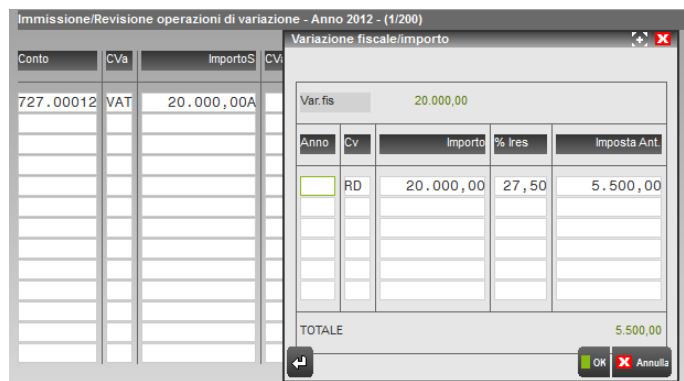 Immissione/Revisione operazioni di variazione - Anno 2012 - (1/200)
Variazione fiscale/importo
Conto CVa ImportoS CV
727.00012 VAT 20.000,00A
Var.fis 20.000,00
Anno Cv Importo % Ires Imposta Ant.
RD 20.000,00 27,50 5.500,00
TOTALE 5.500,00
OK Annulla